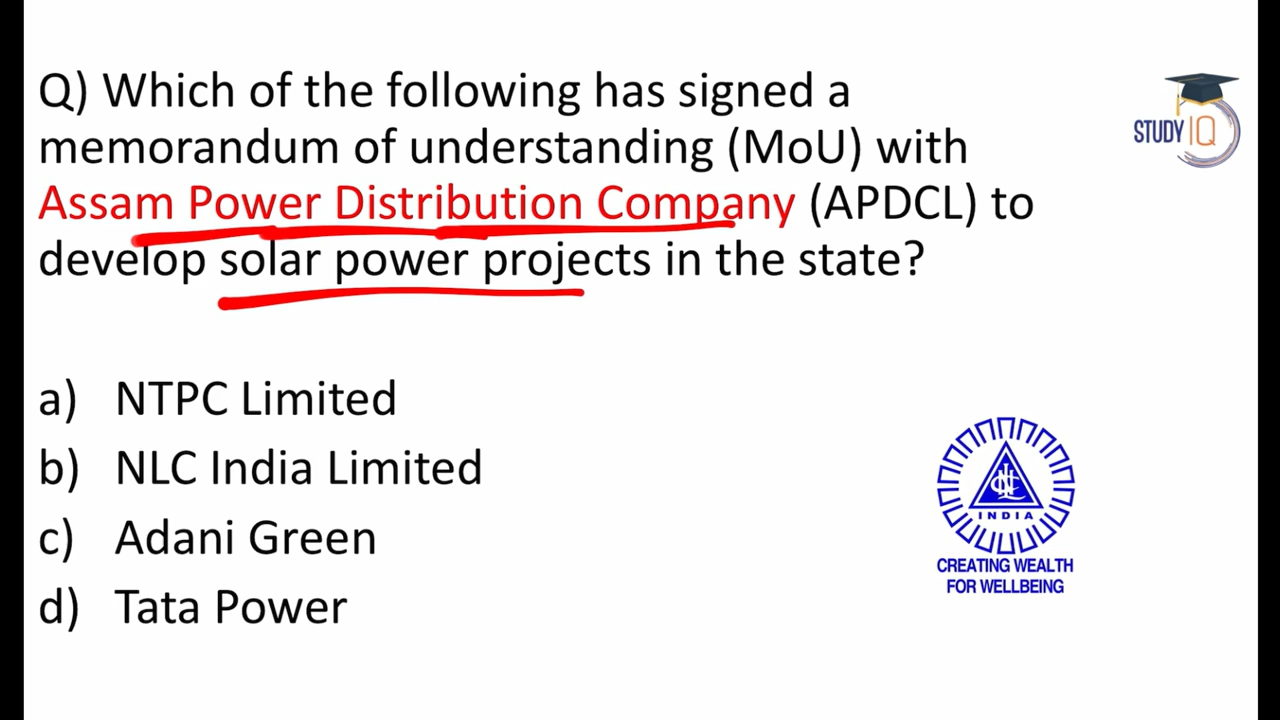 Q) Which of the following has signed a
memorandum of understanding (MoU) with
Assam Power Distribution Company (APDCL) to
develop solar power projects in the state?
STUDY IQ
a) NTPC Limited
b) NLC India Limited
c) Adani Green
d) Tata Power
NLC
INDIA
CREATING WEALTH
FOR WELLBEING